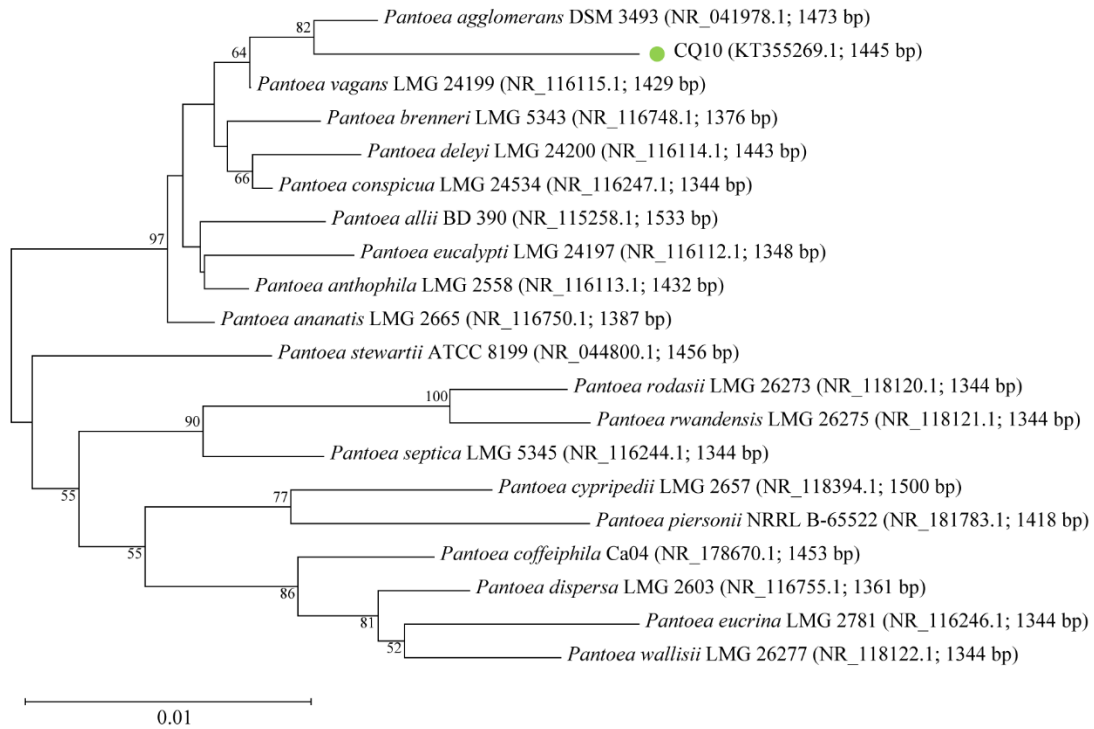 Pantoea agglomerans DSM 3493 (NR_041978.1; 1473 bp)
82
CQ10 (KT355269.1; 1445 bp)
64
Pantoea vagans LMG 24199 (NR_116115.1; 1429 bp)
Pantoea brenneri LMG 5343 (NR_116748.1; 1376 bp)
Pantoea deleyi LMG 24200 (NR_116114.1; 1443 bp)
66
Pantoea conspicua LMG 24534 (NR_116247.1; 1344 bp)
Pantoea allii BD 390 (NR_115258.1; 1533 bp)
97
Pantoea eucalypti LMG 24197 (NR_116112.1; 1348 bp)
Pantoea anthophila LMG 2558 (NR_116113.1; 1432 bp)
Pantoea ananatis LMG 2665 (NR_116750.1; 1387 bp)
Pantoea stewartii ATCC 8199 (NR_044800.1; 1456 bp)
Pantoea rodasii LMG 26273 (NR_118120.1; 1344 bp)
100
Pantoea rwandensis LMG 26275 (NR_118121.1; 1344 bp)
90
Pantoea septica LMG 5345 (NR_116244.1; 1344 bp)
Pantoea cypripedii LMG 2657 (NR_118394.1; 1500 bp)
55
77
Pantoea piersonii NRRL B-65522 (NR_181783.1; 1418 bp)
55
Pantoea coffeiphila Ca04 (NR_178670.1; 1453 bp)
Pantoea dispersa LMG 2603 (NR_116755.1; 1361 bp)
86
Pantoea eucrina LMG 2781 (NR_116246.1; 1344 bp)
81
52
Pantoea wallisii LMG 26277 (NR_118122.1; 1344 bp)
0.01